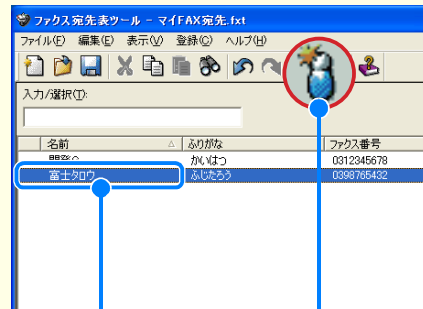 ファクス宛先表ツール - マイFAX宛先.fxt
ファイル(F) 編集(E) 表示(V) 登録(C) ヘルプ(H)
入力/選択(I):
名前 ふりがな ファクス番号
かいはつ 0312345678
富士タロウ ふじたろう 0398765432